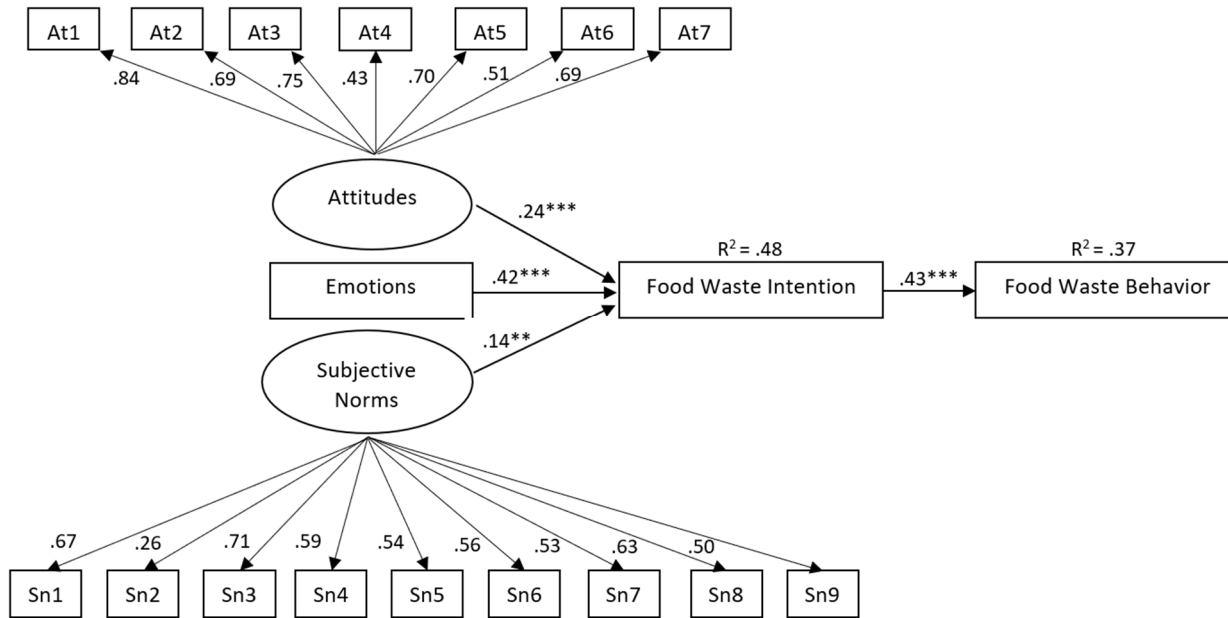 At1 At2 At3 At4 At5 At6 At7
.84 .69 .75 .43 .70 .51 .69
Attitudes
.24***
R² = .48
R² = .37
Emotions
.42***
Food Waste Intention
.43***
Food Waste Behavior
.14**
Subjective
Norms
.67 .26 .71 .59 .54 .56 .53 .63 .50
Sn1 Sn2 Sn3 Sn4 Sn5 Sn6 Sn7 Sn8 Sn9